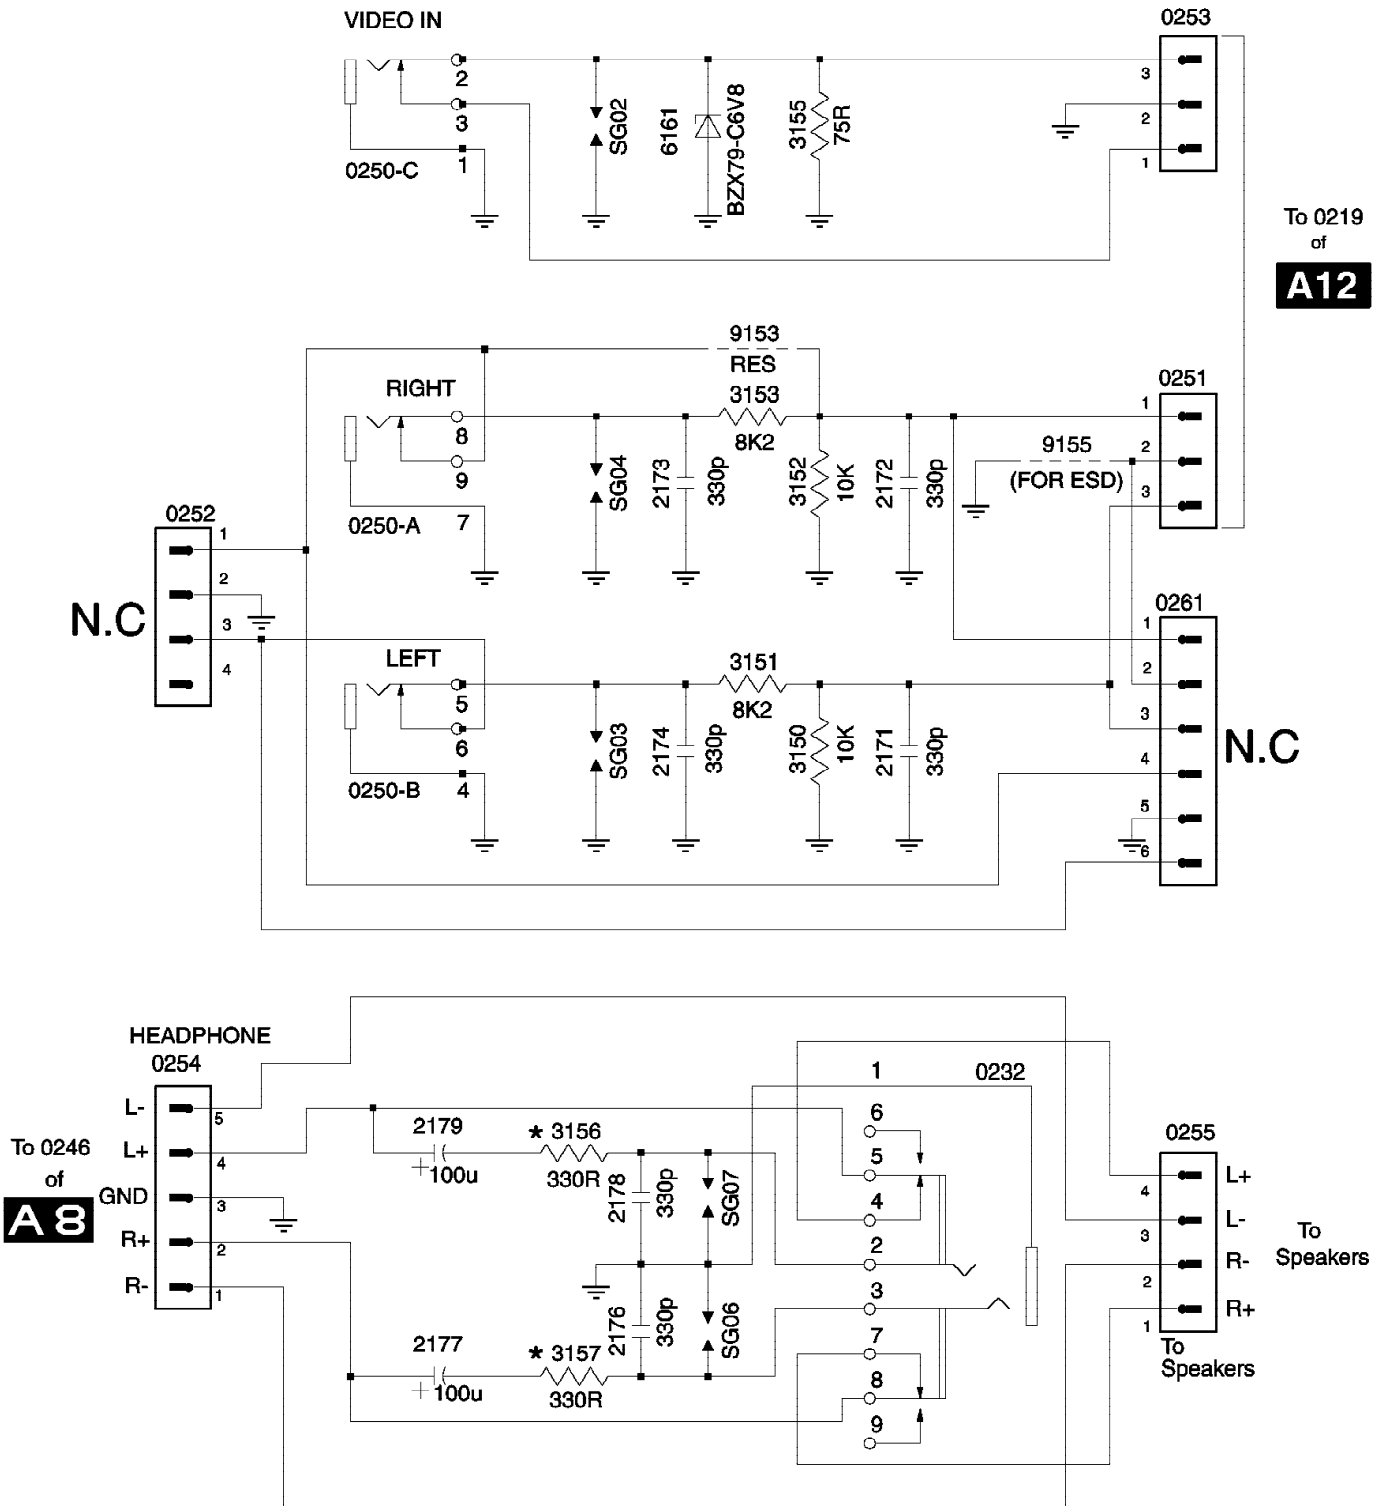 VIDEO IN
0253
2
3
1
0250-C
SG02
6161
BZX79-C6V8
3155
75R
3
2
1
To 0219
of
A12
9153
RES
3153
8K2
RIGHT
8
9
7
0250-A
SG04
2173
330p
3152
10K
2172
330p
9155
(FOR ESD)
0251
1
2
3
0252
1
2
3
4
N.C
LEFT
5
6
4
0250-B
SG03
2174
330p
3151
8K2
3150
10K
2171
330p
0261
1
2
3
4
5
6
N.C
HEADPHONE
0254
L-
5
L+
4
GND
3
R+
2
R-
1
To 0246
of
A8
2179
+
100u
* 3156
330R
2178
330p
SG07
2176
330p
SG06
2177
+
100u
* 3157
330R
1
0232
6
5
4
2
3
7
8
9
0255
4
L+
3
L-
2
R-
1
R+
To
Speakers
To
Speakers